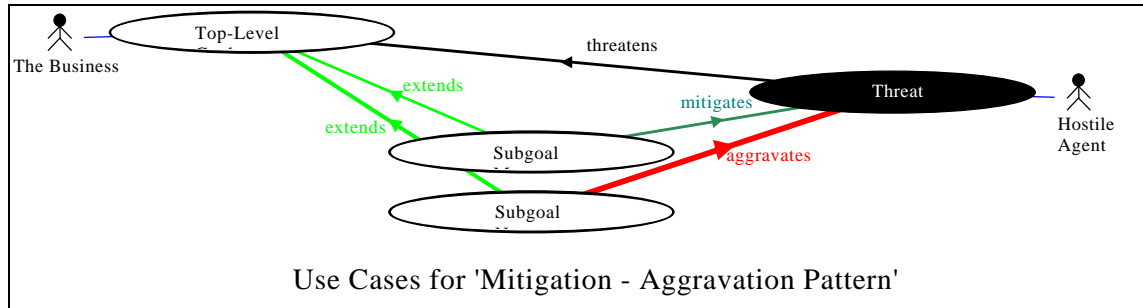 Top-Level
The Business
threatens
Threat
Hostile
Agent
extends
mitigates
extends
Subgoal
aggravates
Subgoal
Use Cases for 'Mitigation - Aggravation Pattern'